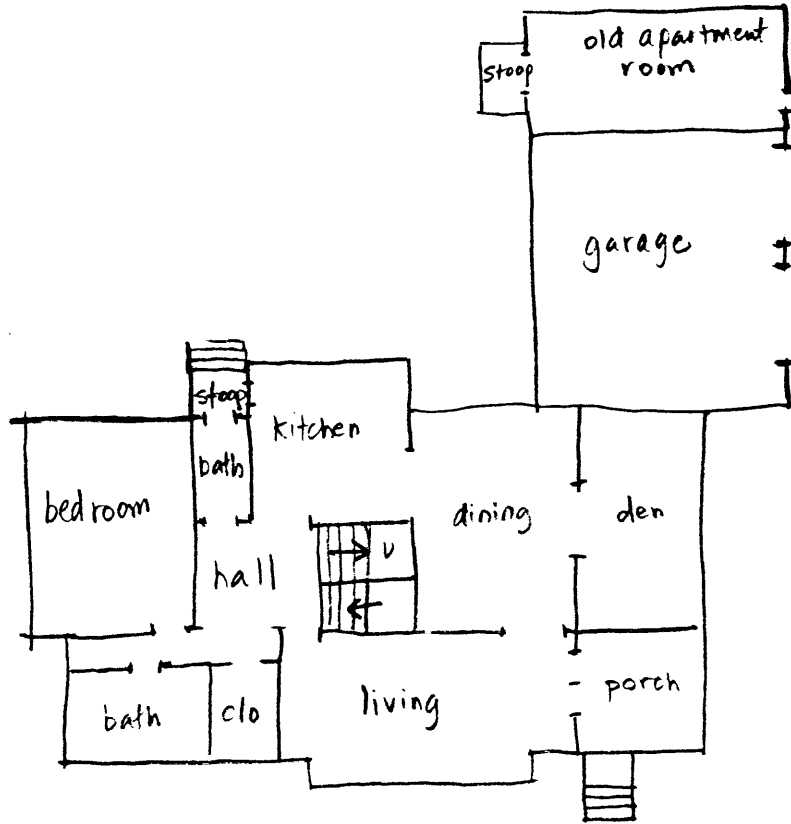 old apartment
room
stoop
garage
stoop
kitchen
bath
bedroom
dining
den
hall
U
living
porch
bath
clo